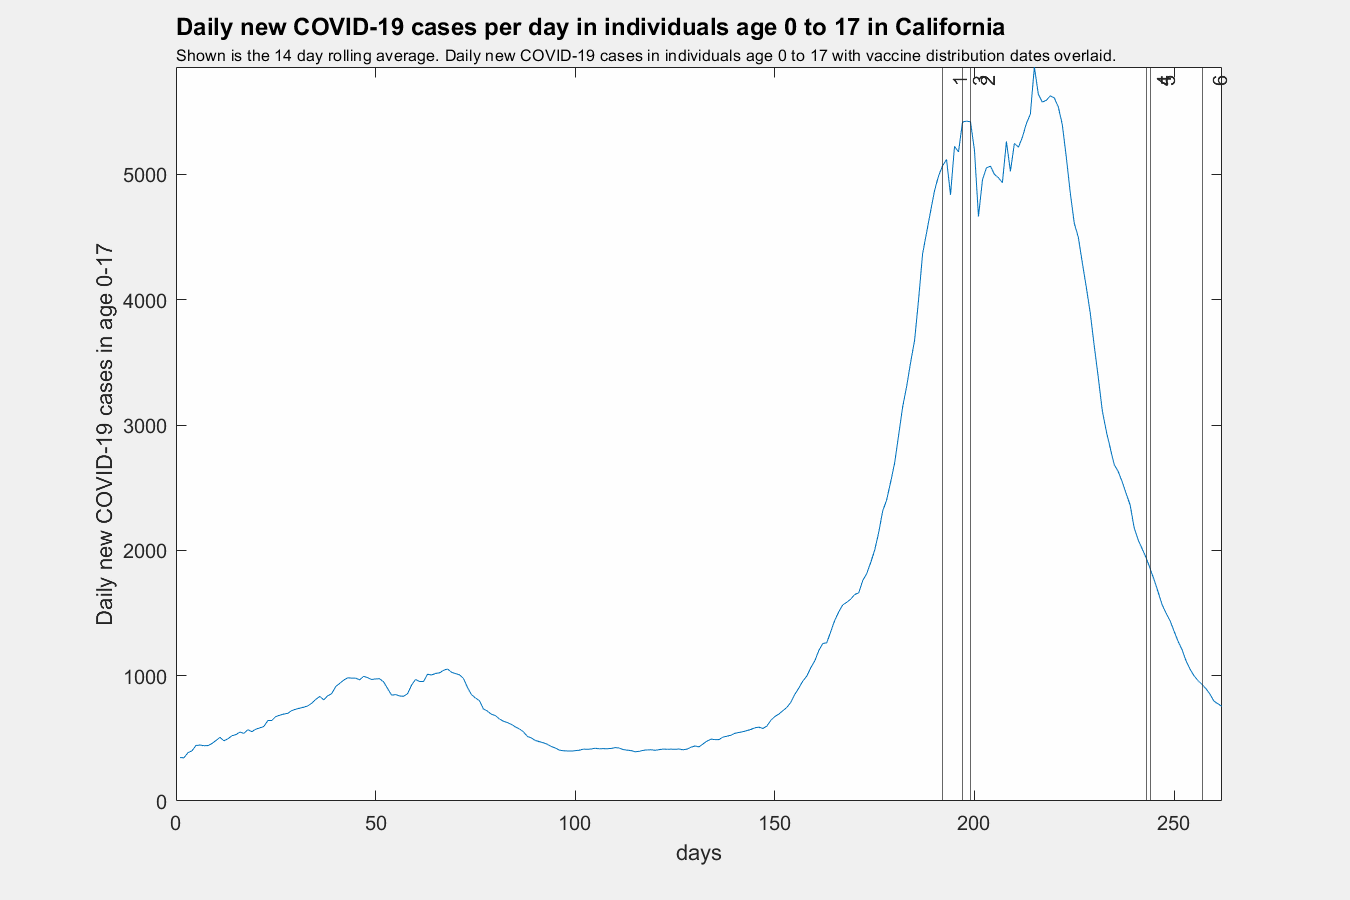 Daily new COVID-19 cases per day in individuals age 0 to 17 in California
Shown is the 14 day rolling average. Daily new COVID-19 cases in individuals age 0 to 17 with vaccine distribution dates overlaid.
1
3
2
4
5
6
Daily new COVID-19 cases in age 0-17
5000
4000
3000
2000
1000
0
0 50 100 150 200 250
days